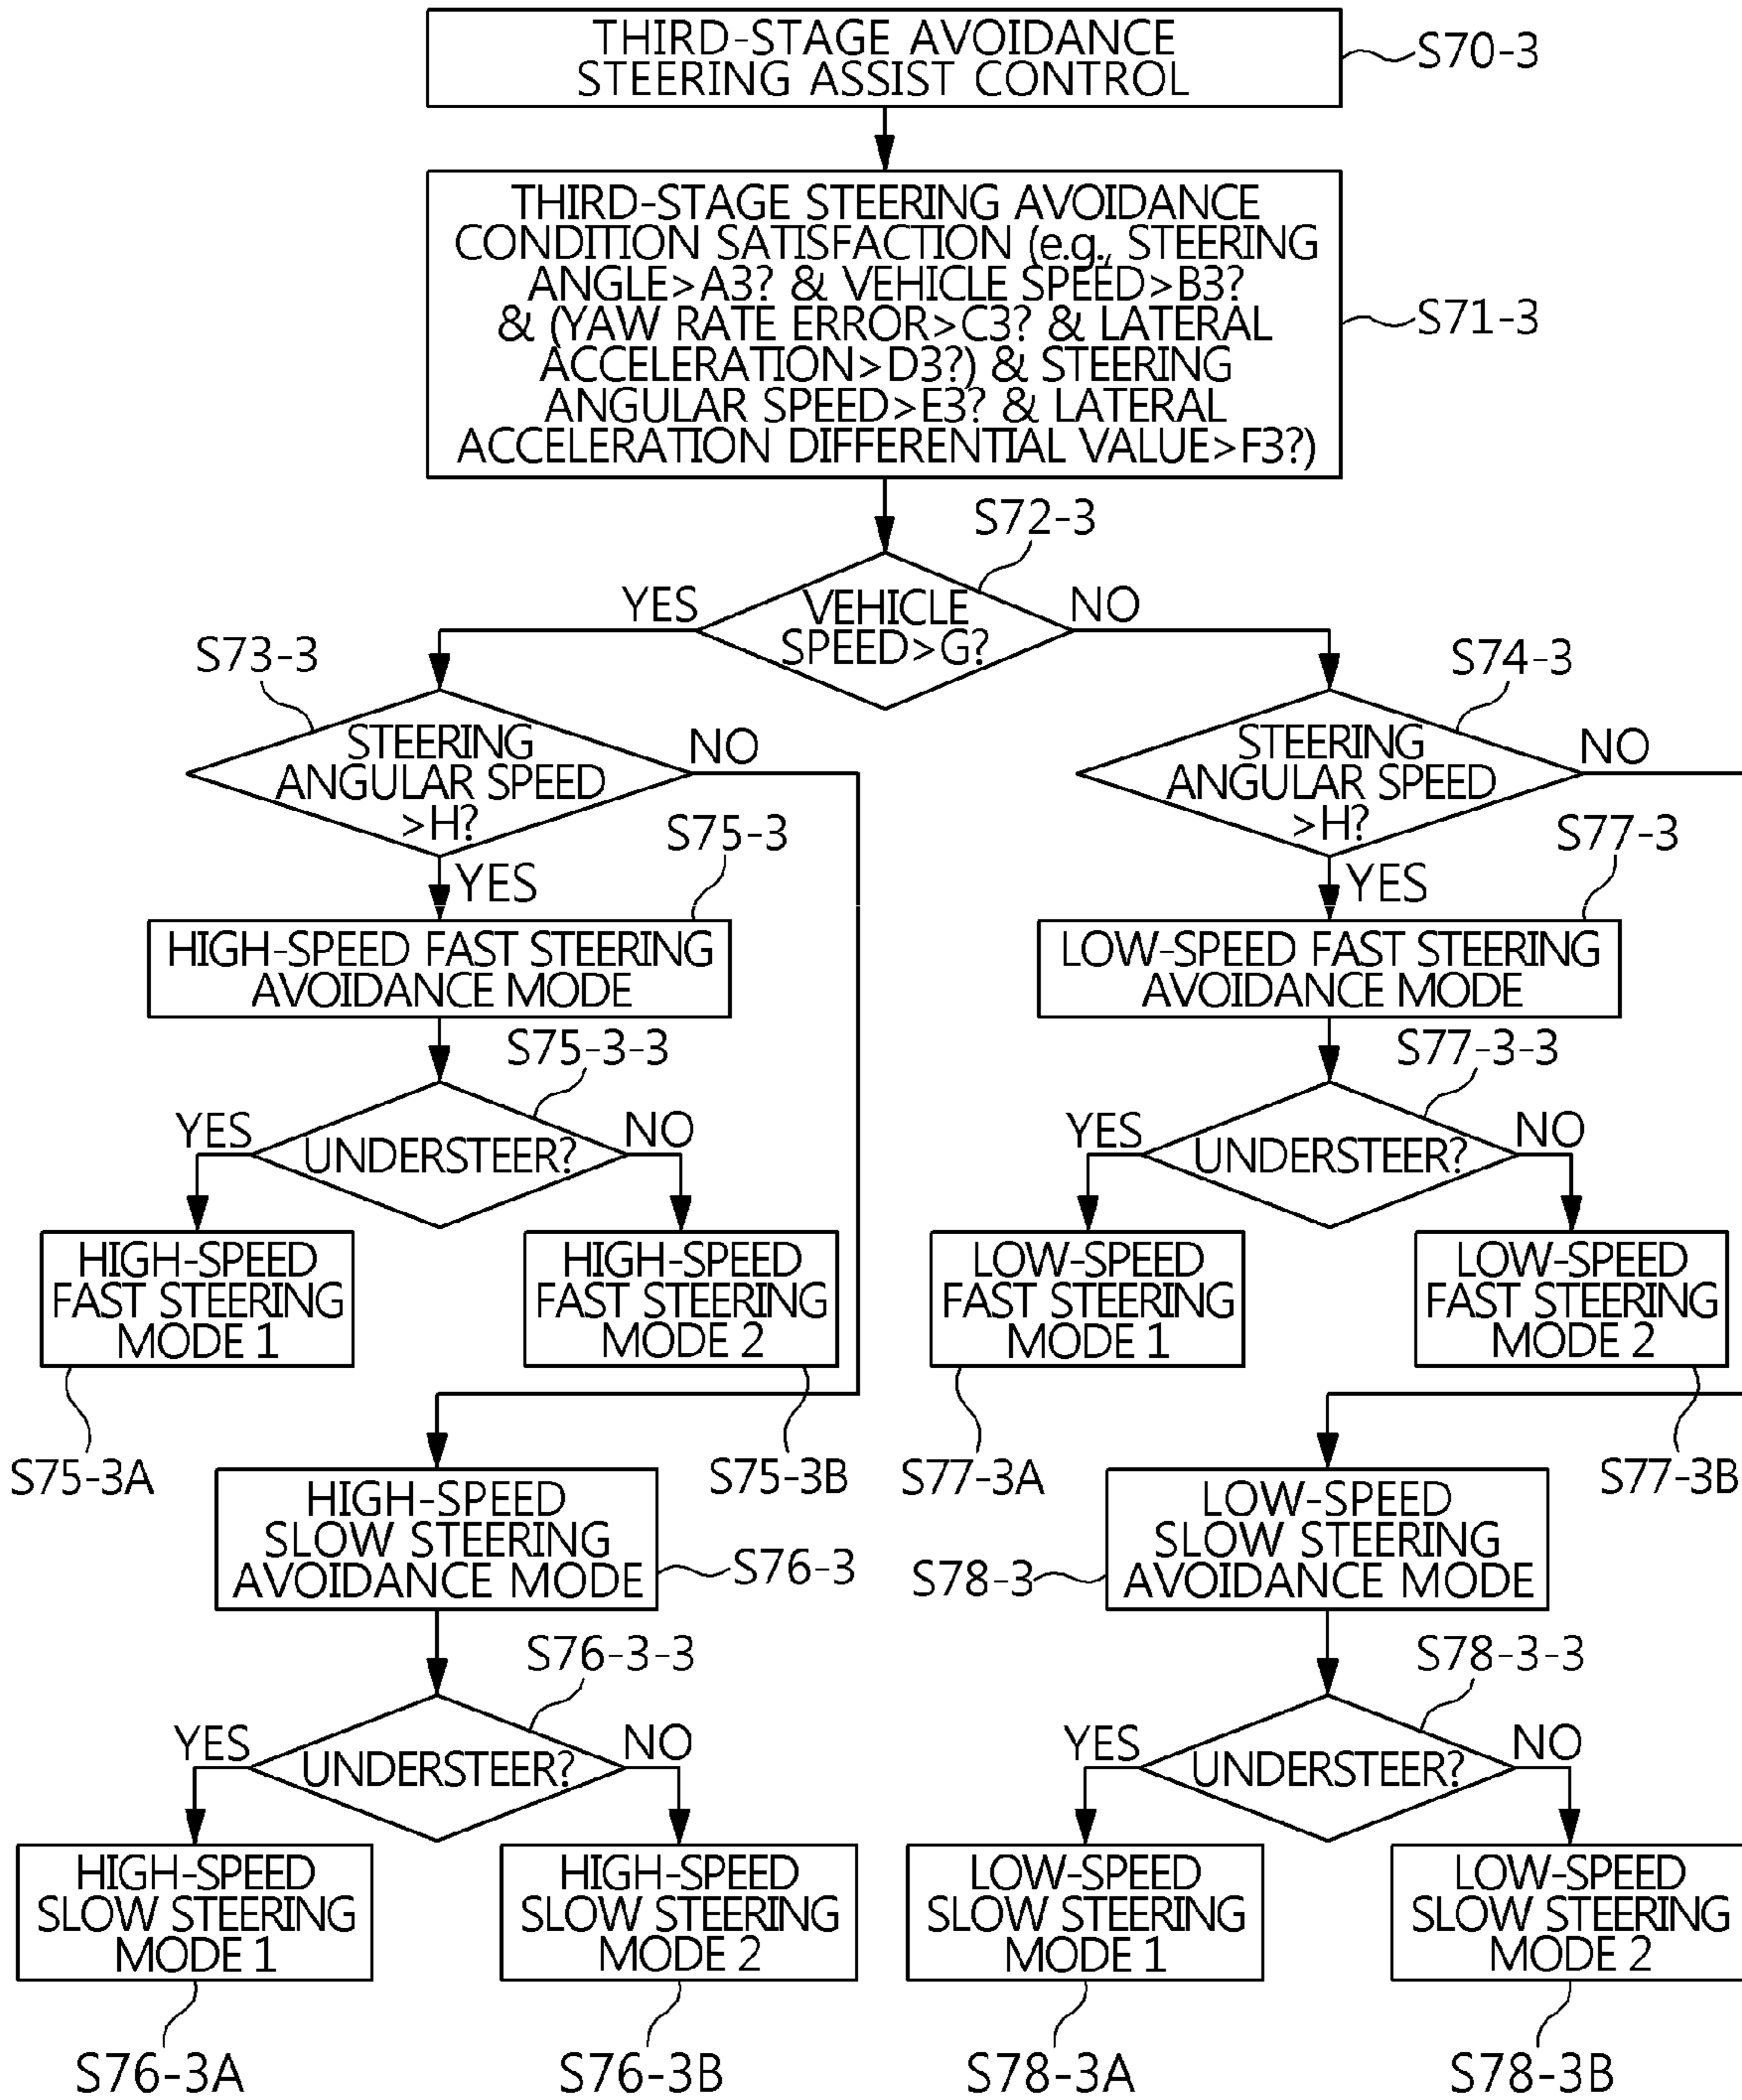 THIRD-STAGE AVOIDANCE
STEERING ASSIST CONTROL
S70-3
THIRD-STAGE STEERING AVOIDANCE
CONDITION SATISFACTION (e.g., STEERING
ANGLE>A3? & VEHICLE SPEED>B3?
& (YAW RATE ERROR>C3? & LATERAL
ACCELERATION>D3?) & STEERING
ANGULAR SPEED>E3? & LATERAL
ACCELERATION DIFFERENTIAL VALUE>F3?)
S71-3
S72-3
YES
VEHICLE
SPEED>G?
NO
S73-3
STEERING
ANGULAR SPEED
>H?
NO
YES
S74-3
STEERING
ANGULAR SPEED
>H?
NO
YES
S75-3
HIGH-SPEED FAST STEERING
AVOIDANCE MODE
S77-3
LOW-SPEED FAST STEERING
AVOIDANCE MODE
S75-3-3
YES
UNDERSTEER?
NO
S77-3-3
YES
UNDERSTEER?
NO
HIGH-SPEED
FAST STEERING
MODE 1
HIGH-SPEED
FAST STEERING
MODE 2
LOW-SPEED
FAST STEERING
MODE 1
LOW-SPEED
FAST STEERING
MODE 2
S75-3A
S75-3B
S77-3A
S77-3B
HIGH-SPEED
SLOW STEERING
AVOIDANCE MODE
S76-3
S78-3
LOW-SPEED
SLOW STEERING
AVOIDANCE MODE
S76-3-3
YES
UNDERSTEER?
NO
S78-3-3
YES
UNDERSTEER?
NO
HIGH-SPEED
SLOW STEERING
MODE 1
HIGH-SPEED
SLOW STEERING
MODE 2
LOW-SPEED
SLOW STEERING
MODE 1
LOW-SPEED
SLOW STEERING
MODE 2
S76-3A
S76-3B
S78-3A
S78-3B